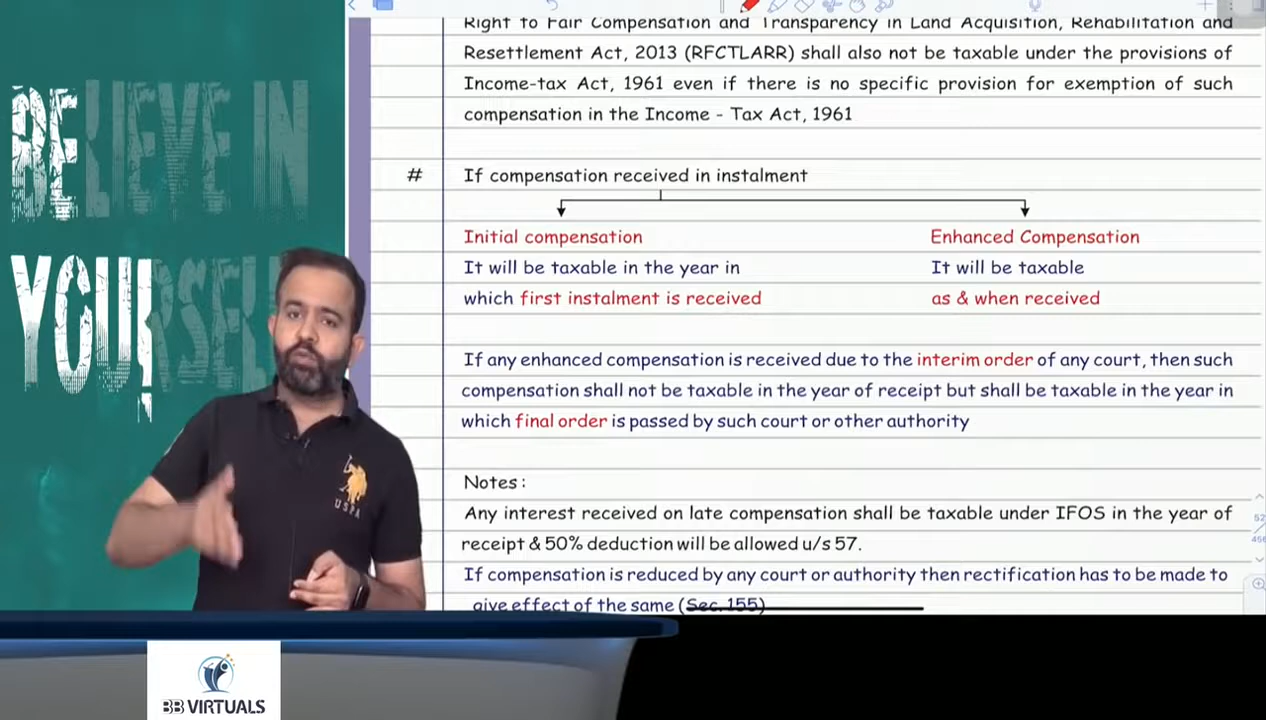 BELIEVE IN
YOURSEL
Right to Fair Compensation and Transparency in Land Acquisition, Rehabilitation and
Resettlement Act, 2013 (RFCTLARR) shall also not be taxable under the provisions of
Income-tax Act, 1961 even if there is no specific provision for exemption of such
compensation in the Income - Tax Act, 1961
# If compensation received in instalment
Initial compensation
It will be taxable in the year in
which first instalment is received
Enhanced Compensation
It will be taxable
as & when received
If any enhanced compensation is received due to the interim order of any court, then such
compensation shall not be taxable in the year of receipt but shall be taxable in the year in
which final order is passed by such court or other authority
Notes :
Any interest received on late compensation shall be taxable under IFOS in the year of
receipt & 50% deduction will be allowed u/s 57.
If compensation is reduced by any court or authority then rectification has to be made to
give effect of the same (Sec. 155)
USPA
BB VIRTUALS